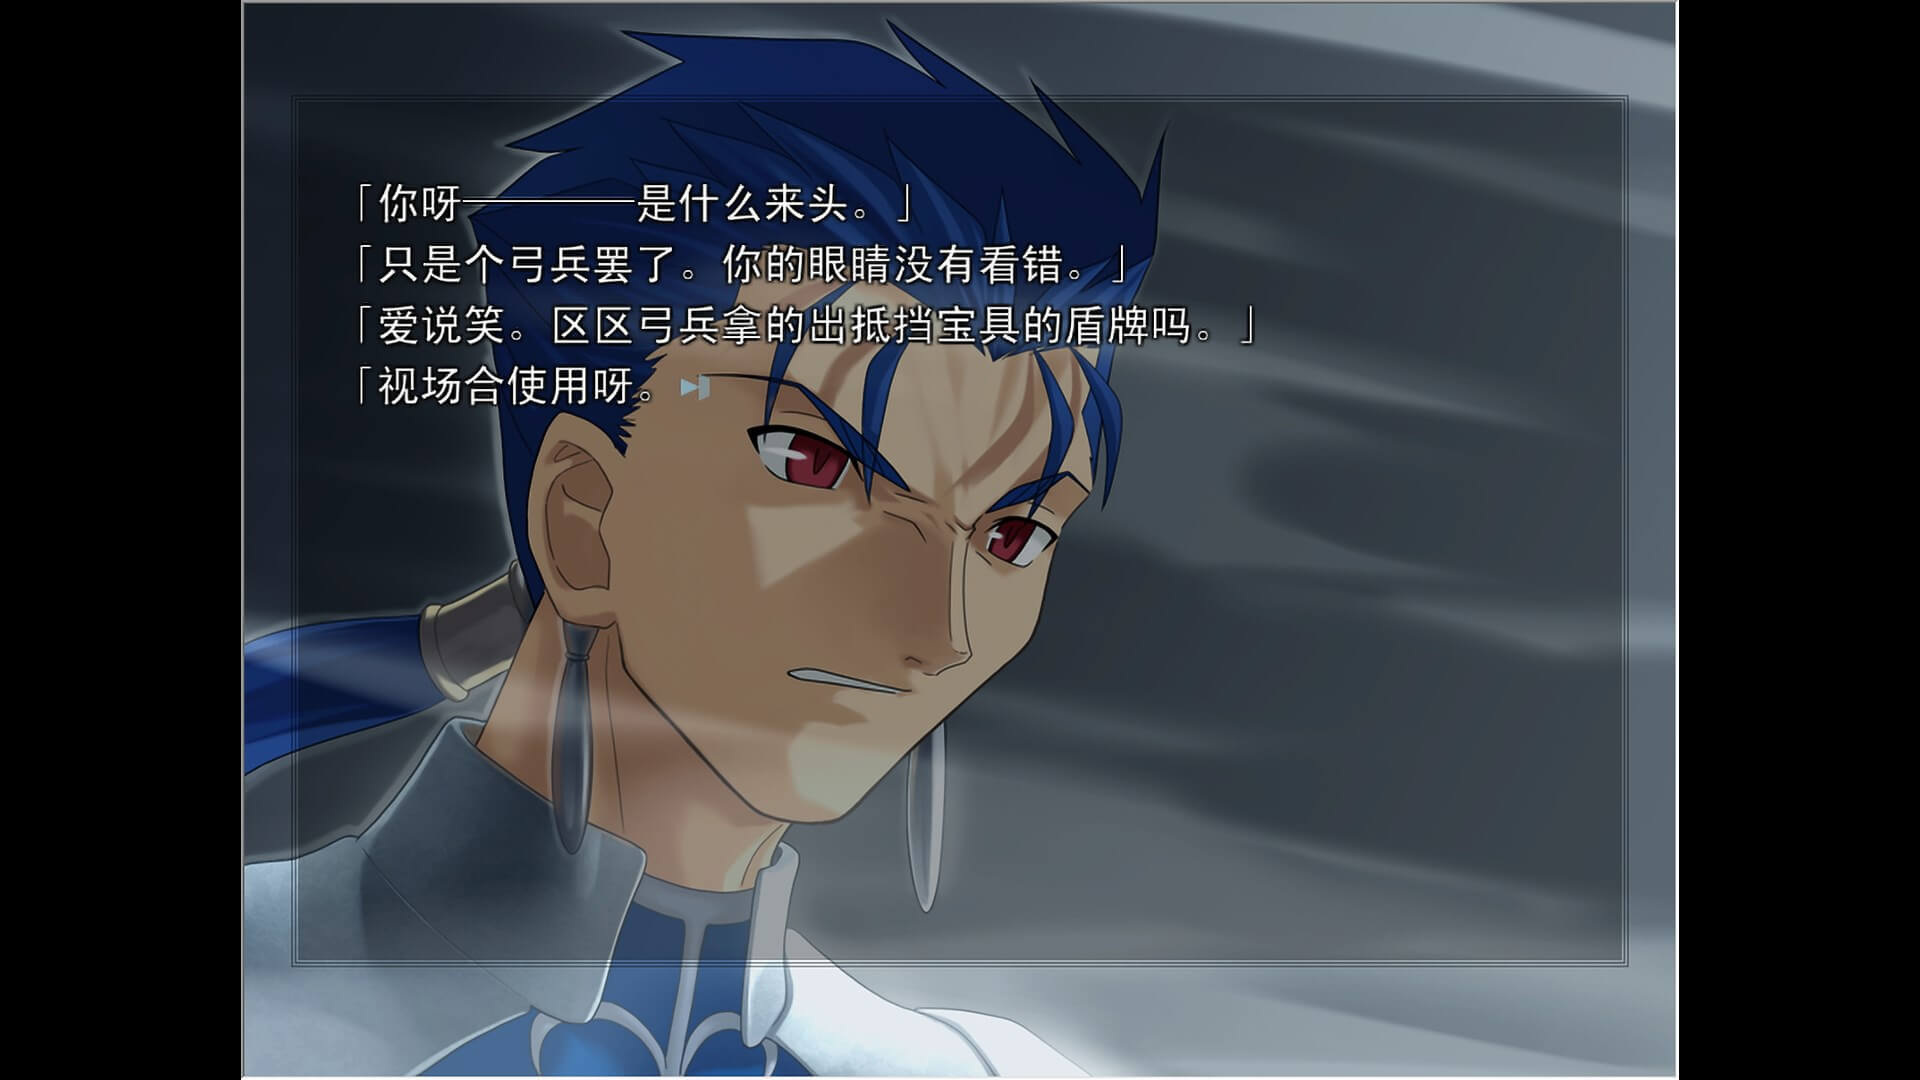 「你呀————是什么来头。」
「只是个弓兵罢了。你的眼睛没有看错。」
「爱说笑。区区弓兵拿的出抵挡宝具的盾牌吗。」
「视场合使用呀。